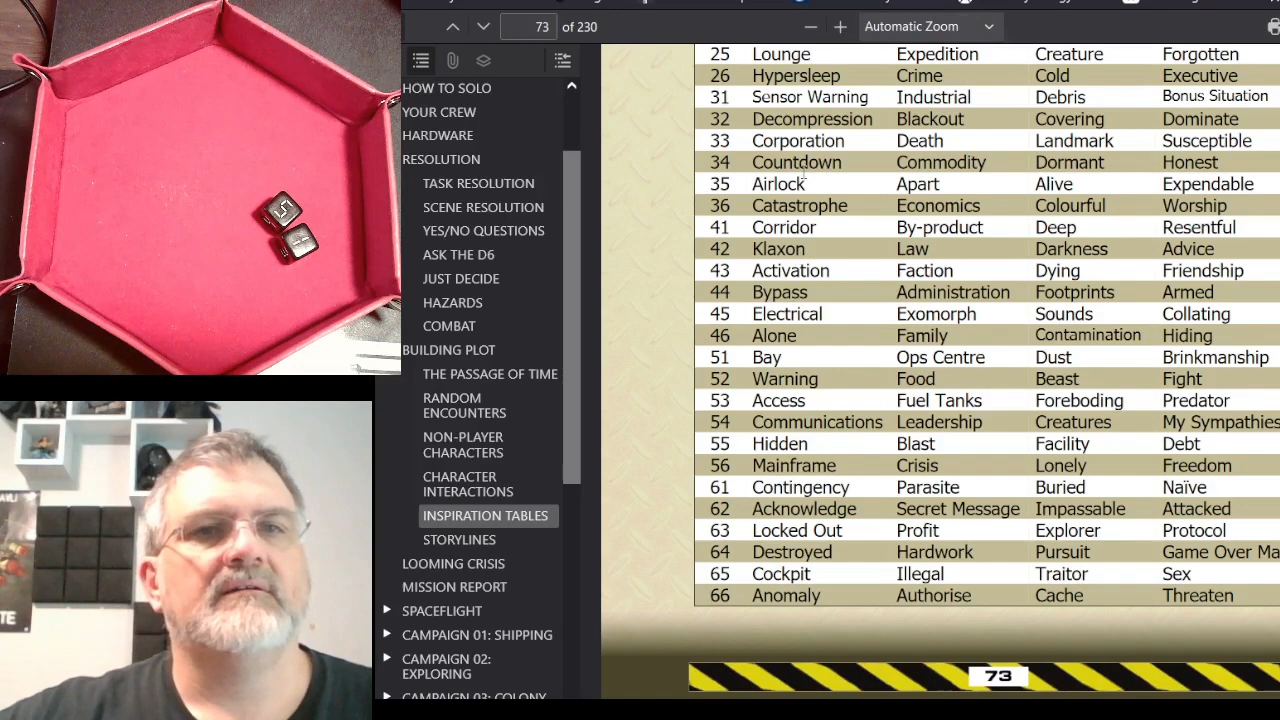 73 of 230 Automatic Zoom
HOW TO SOLO
YOUR CREW
HARDWARE
RESOLUTION
TASK RESOLUTION
SCENE RESOLUTION
YES/NO QUESTIONS
ASK THE D6
JUST DECIDE
HAZARDS
COMBAT
BUILDING PLOT
THE PASSAGE OF TIME
RANDOM
ENCOUNTERS
NON-PLAYER
CHARACTERS
CHARACTER
INTERACTIONS
INSPIRATION TABLES
STORYLINES
LOOMING CRISIS
MISSION REPORT
SPACEFLIGHT
CAMPAIGN 01: SHIPPING
CAMPAIGN 02:
EXPLORING
CAMPAIGN 03: COLONY
25 Lounge Expedition Creature Forgotten
26 Hypersleep Crime Cold Executive
31 Sensor Warning Industrial Debris Bonus Situation
32 Decompression Blackout Covering Dominate
33 Corporation Death Landmark Susceptible
34 Countdown Commodity Dormant Honest
35 Airlock Apart Alive Expendable
36 Catastrophe Economics Colourful Worship
41 Corridor By-product Deep Resentful
42 Klaxon Law Darkness Advice
43 Activation Faction Dying Friendship
44 Bypass Administration Footprints Armed
45 Electrical Exomorph Sounds Collating
46 Alone Family Contamination Hiding
51 Bay Ops Centre Dust Brinkmanship
52 Warning Food Beast Fight
53 Access Fuel Tanks Foreboding Predator
54 Communications Leadership Creatures My Sympathies
55 Hidden Blast Facility Debt
56 Mainframe Crisis Lonely Freedom
61 Contingency Parasite Buried Naïve
62 Acknowledge Secret Message Impassable Attacked
63 Locked Out Profit Explorer Protocol
64 Destroyed Hardwork Pursuit Game Over Ma
65 Cockpit Illegal Traitor Sex
66 Anomaly Authorise Cache Threaten
73